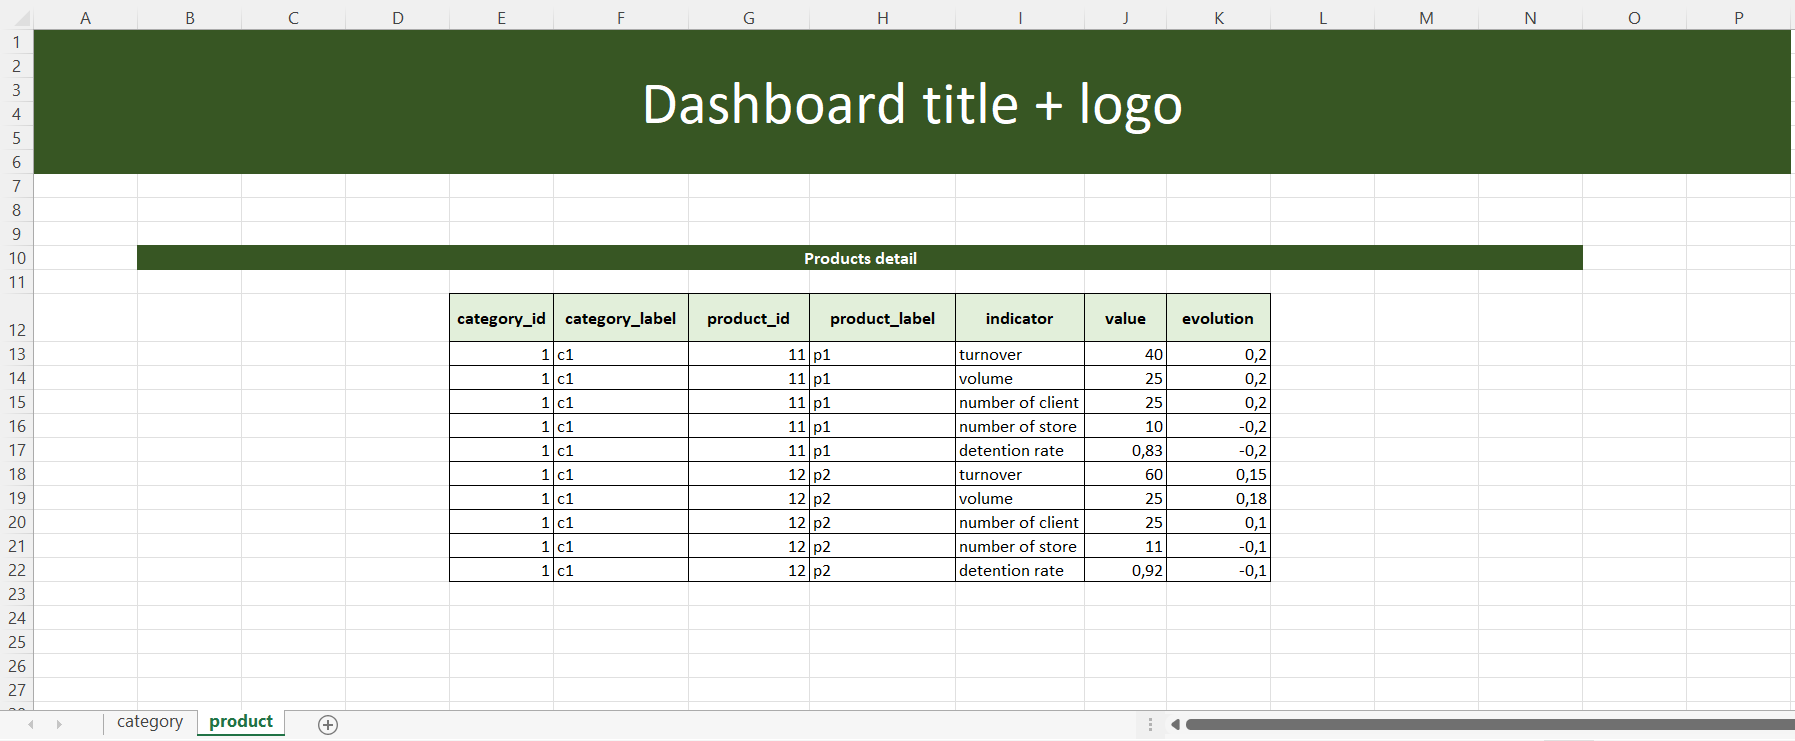 A B C D E F G H I J K L M N O P
1
2
3
4
5
6
Dashboard title + logo
7
8
9
10 Products detail
11
12 category_id category_label product_id product_label indicator value evolution
13 1 c1 11 p1 turnover 40 0,2
14 1 c1 11 p1 volume 25 0,2
15 1 c1 11 p1 number of client 25 0,2
16 1 c1 11 p1 number of store 10 -0,2
17 1 c1 11 p1 detention rate 0,83 -0,2
18 1 c1 12 p2 turnover 60 0,15
19 1 c1 12 p2 volume 25 0,18
20 1 c1 12 p2 number of client 25 0,1
21 1 c1 12 p2 number of store 11 -0,1
22 1 c1 12 p2 detention rate 0,92 -0,1
23
24
25
26
27
category product